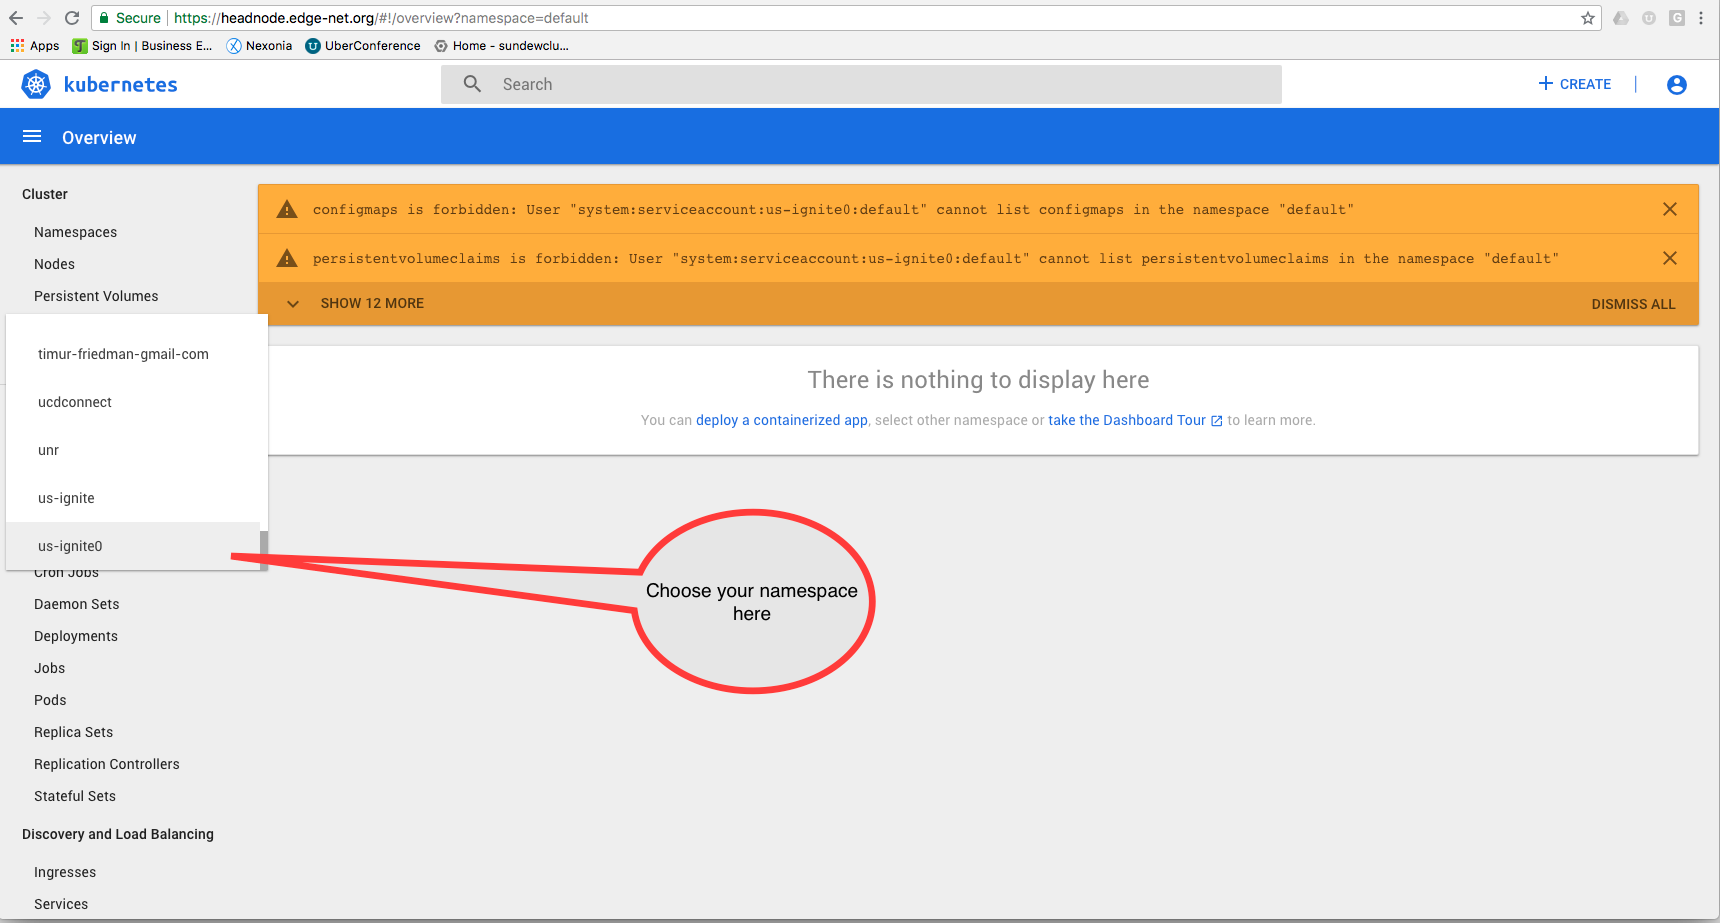 Secure https://headnode.edge-net.org/#!/overview?namespace=default
Apps Sign In | Business E... Nexonia UberConference Home - sundewclu...
kubernetes Search CREATE
Overview
Cluster
configmaps is forbidden: User "system:serviceaccount:us-ignite0:default" cannot list configmaps in the namespace "default"
Namespaces
Nodes
persistentvolumeclaims is forbidden: User "system:serviceaccount:us-ignite0:default" cannot list persistentvolumeclaims in the namespace "default"
Persistent Volumes
SHOW 12 MORE DISMISS ALL
timur-friedman-gmail-com
ucdconnect
unr
us-ignite
us-ignite0
There is nothing to display here
You can deploy a containerized app, select other namespace or take the Dashboard Tour to learn more.
Choose your namespace
here
Cron Jobs
Daemon Sets
Deployments
Jobs
Pods
Replica Sets
Replication Controllers
Stateful Sets
Discovery and Load Balancing
Ingresses
Services